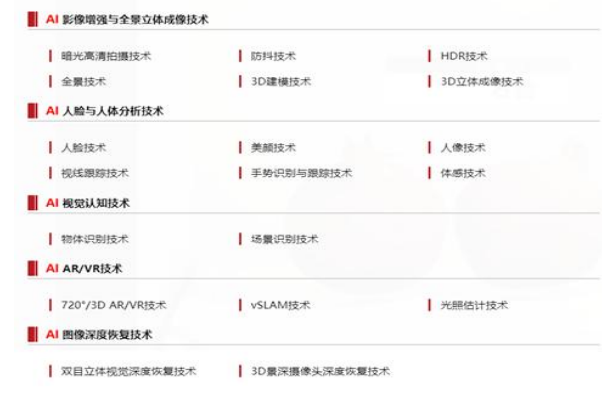 AI 影像增强与全景立体成像技术
暗光高清拍摄技术 防抖技术 HDR技术
全景技术 3D建模技术 3D立体成像技术
AI 人脸与人体分析技术
人脸技术 美颜技术 人像技术
视线跟踪技术 手势识别与跟踪技术 体感技术
AI 视觉认知技术
物体识别技术 场景识别技术
AI AR/VR技术
720°/3D AR/VR技术 vSLAM技术 光照估计技术
AI 图像深度恢复技术
双目立体视觉深度恢复技术 3D景深摄像头深度恢复技术